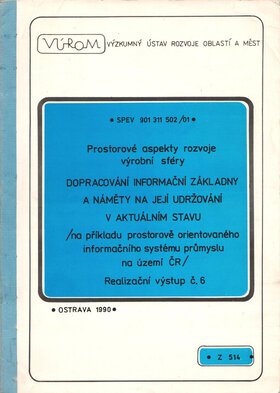 VÚROM VÝZKUMNÝ ÚSTAV ROZVOJE OBLASTÍ A MĚST
• SPEV 901 311 502/01 •
Prostorové aspekty rozvoje
výrobní sféry
DOPRACOVÁNÍ INFORMAČNÍ ZÁKLADNY
A NÁMĚTY NA JEJÍ UDRŽOVÁNÍ
V AKTUÁLNÍM STAVU
/na příkladu prostorově orientovaného
informačního systému průmyslu
na území ČR/
Realizační výstup č. 6
• OSTRAVA 1990 •
• Z 514 •